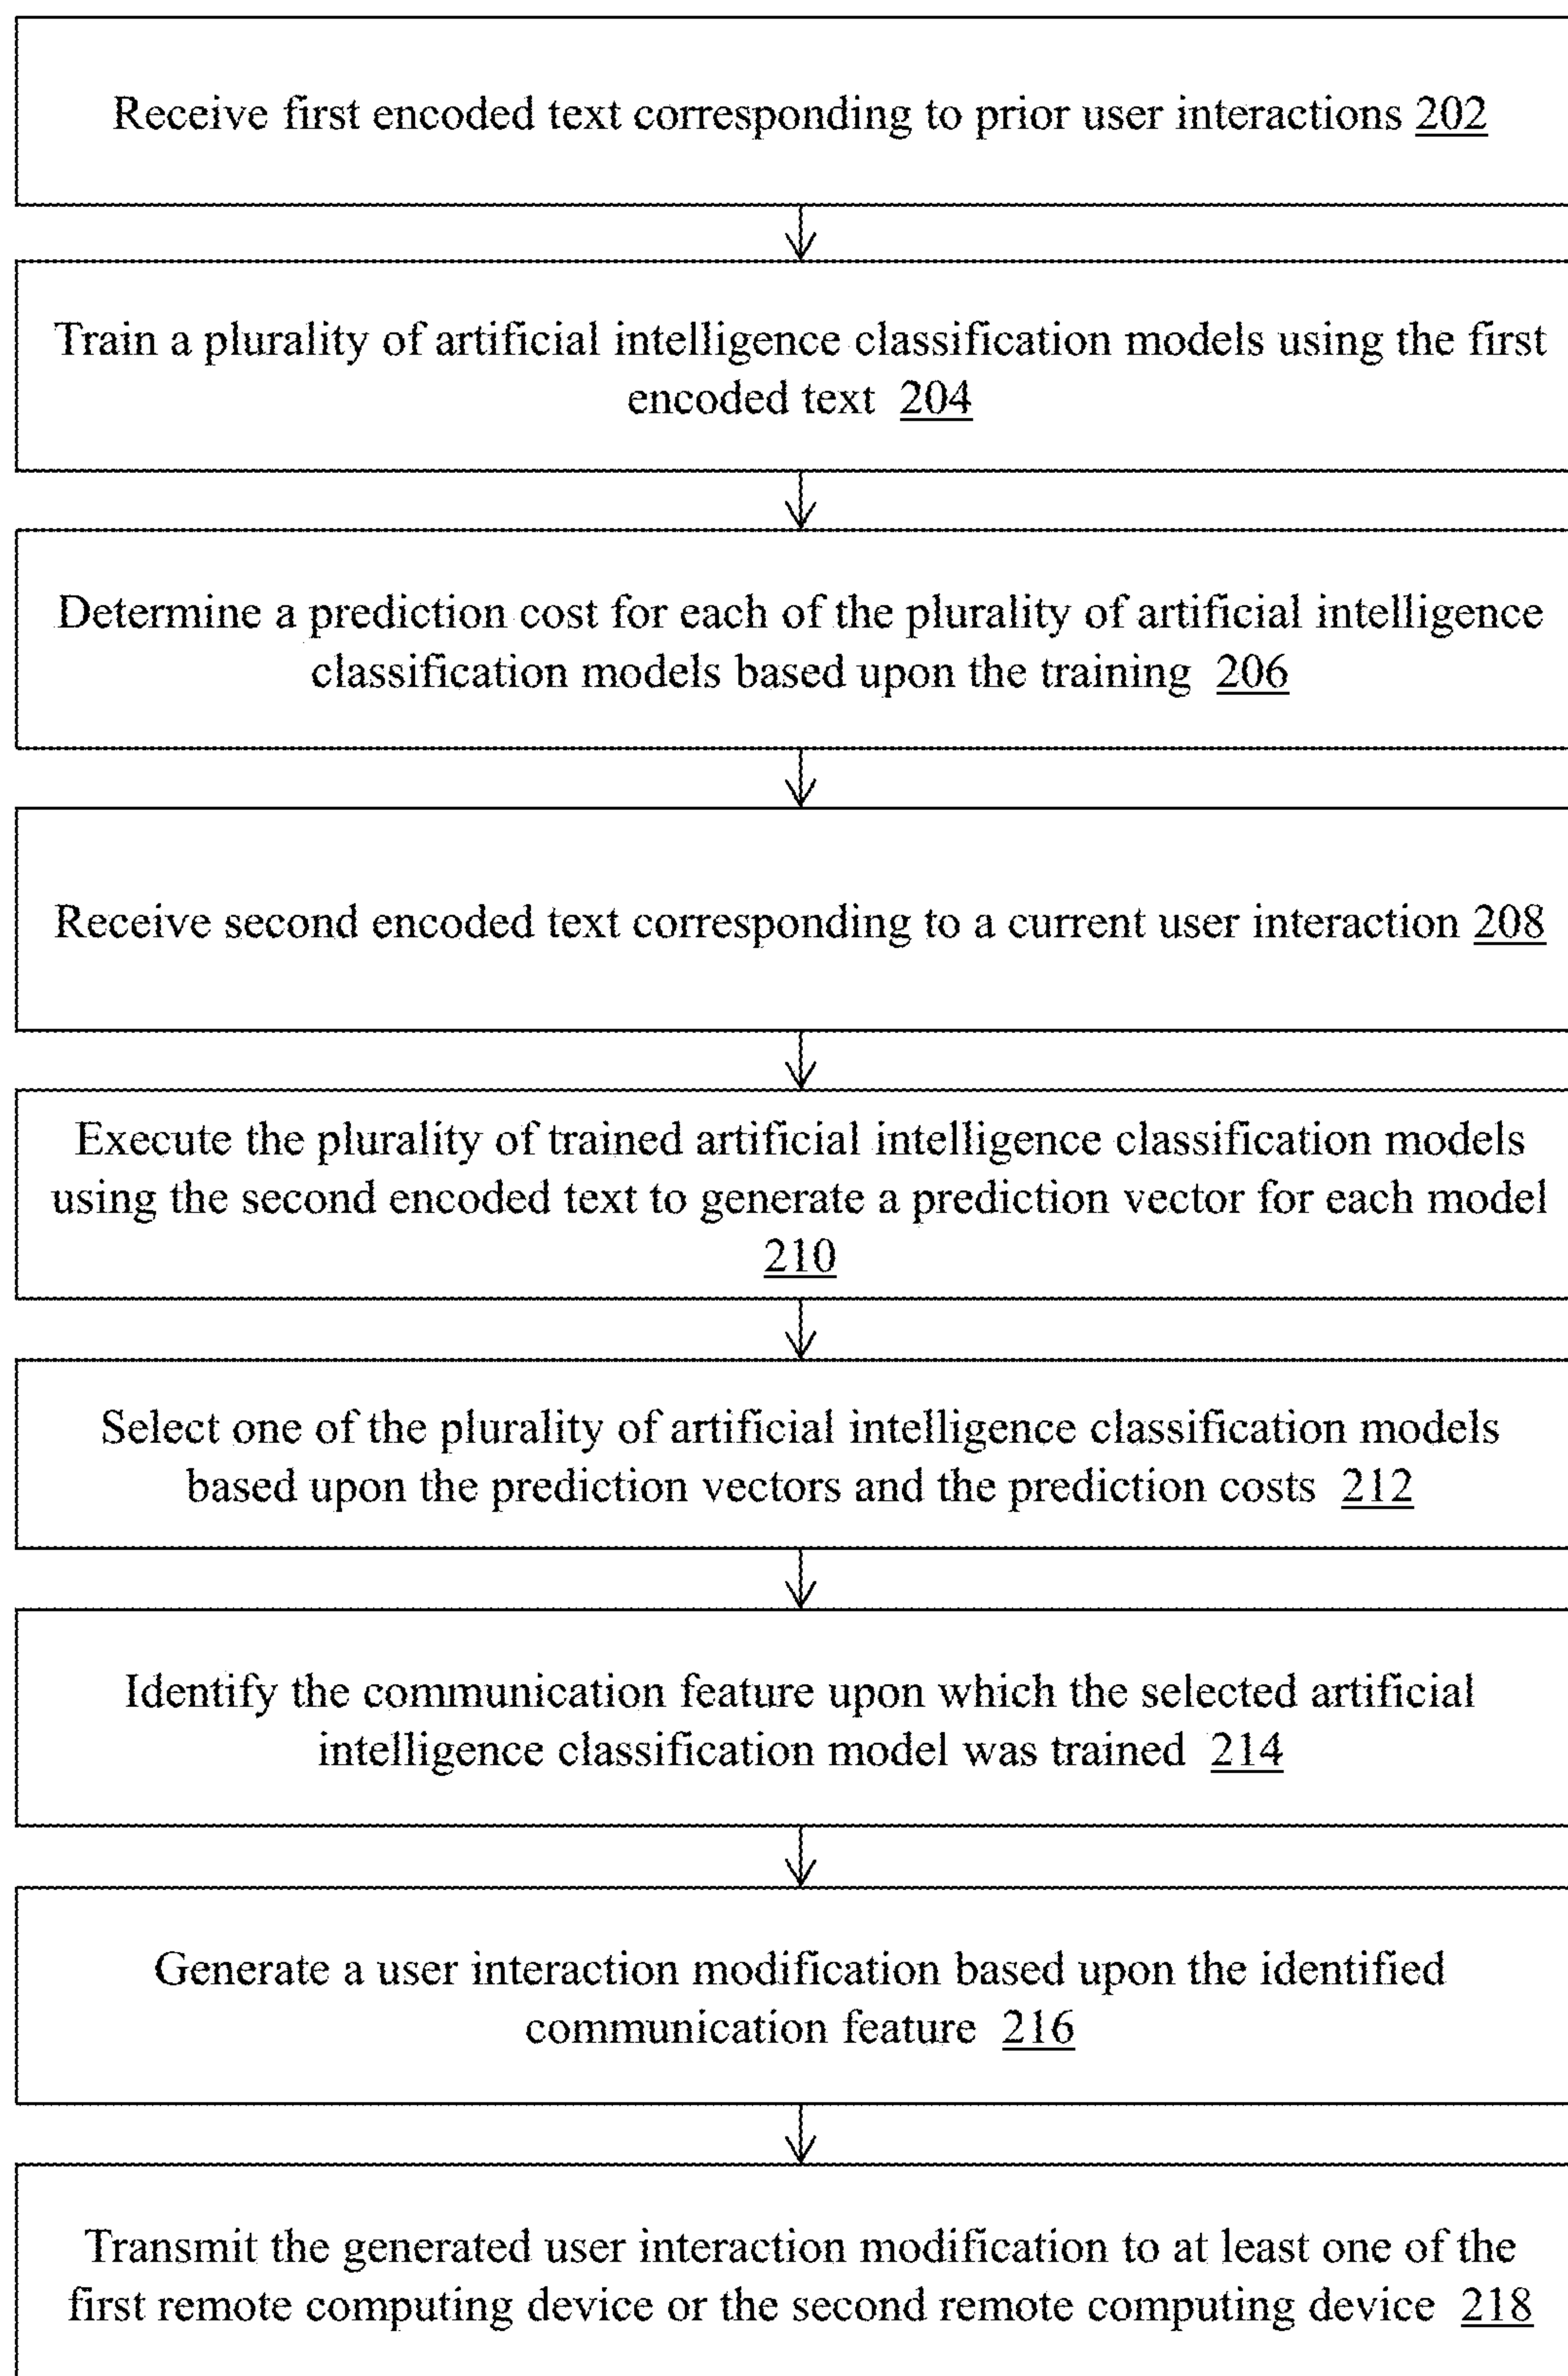 Receive first encoded text corresponding to prior user interactions 202
Train a plurality of artificial intelligence classification models using the first
encoded text 204
Determine a prediction cost for each of the plurality of artificial intelligence
classification models based upon the training 206
Receive second encoded text corresponding to a current user interaction 208
Execute the plurality of trained artificial intelligence classification models
using the second encoded text to generate a prediction vector for each model
210
Select one of the plurality of artificial intelligence classification models
based upon the prediction vectors and the prediction costs 212
Identify the communication feature upon which the selected artificial
intelligence classification model was trained 214
Generate a user interaction modification based upon the identified
communication feature 216
Transmit the generated user interaction modification to at least one of the
first remote computing device or the second remote computing device 218